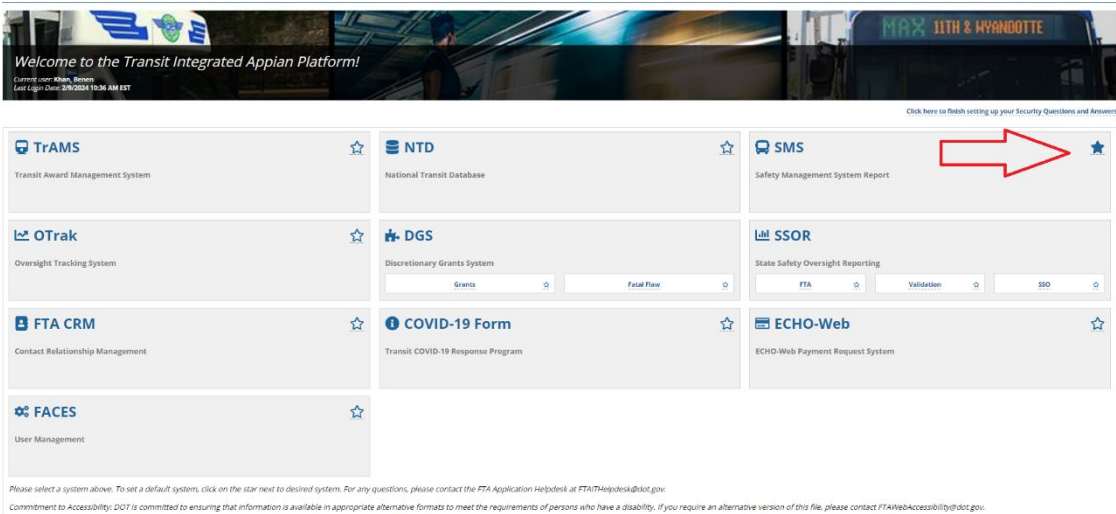 MAX 11TH & WYANDOTTE
Welcome to the Transit Integrated Appian Platform!
Current user: Khan, Benen
Last Login Date: 2/9/2024 10:36 AM EST
Click here to finish setting up your Security Questions and Answers
TrAMS
Transit Award Management System
NTD
National Transit Database
SMS
Safety Management System Report
OTrak
Oversight Tracking System
DGS
Discretionary Grants System
Grants
Fatal Flaw
SSOR
State Safety Oversight Reporting
FTA
Validation
SSO
FTA CRM
Contact Relationship Management
COVID-19 Form
Transit COVID-19 Response Program
ECHO-Web
ECHO-Web Payment Request System
FACES
User Management
Please select a system above. To set a default system, click on the star next to desired system. For any questions, please contact the FTA Application Helpdesk at FTAITHelpdesk@dot.gov.
Commitment to Accessibility: DOT is committed to ensuring that information is available in appropriate alternative formats to meet the requirements of persons who have a disability. If you require an alternative version of this file, please contact FTAWebAccessibility@dot.gov.